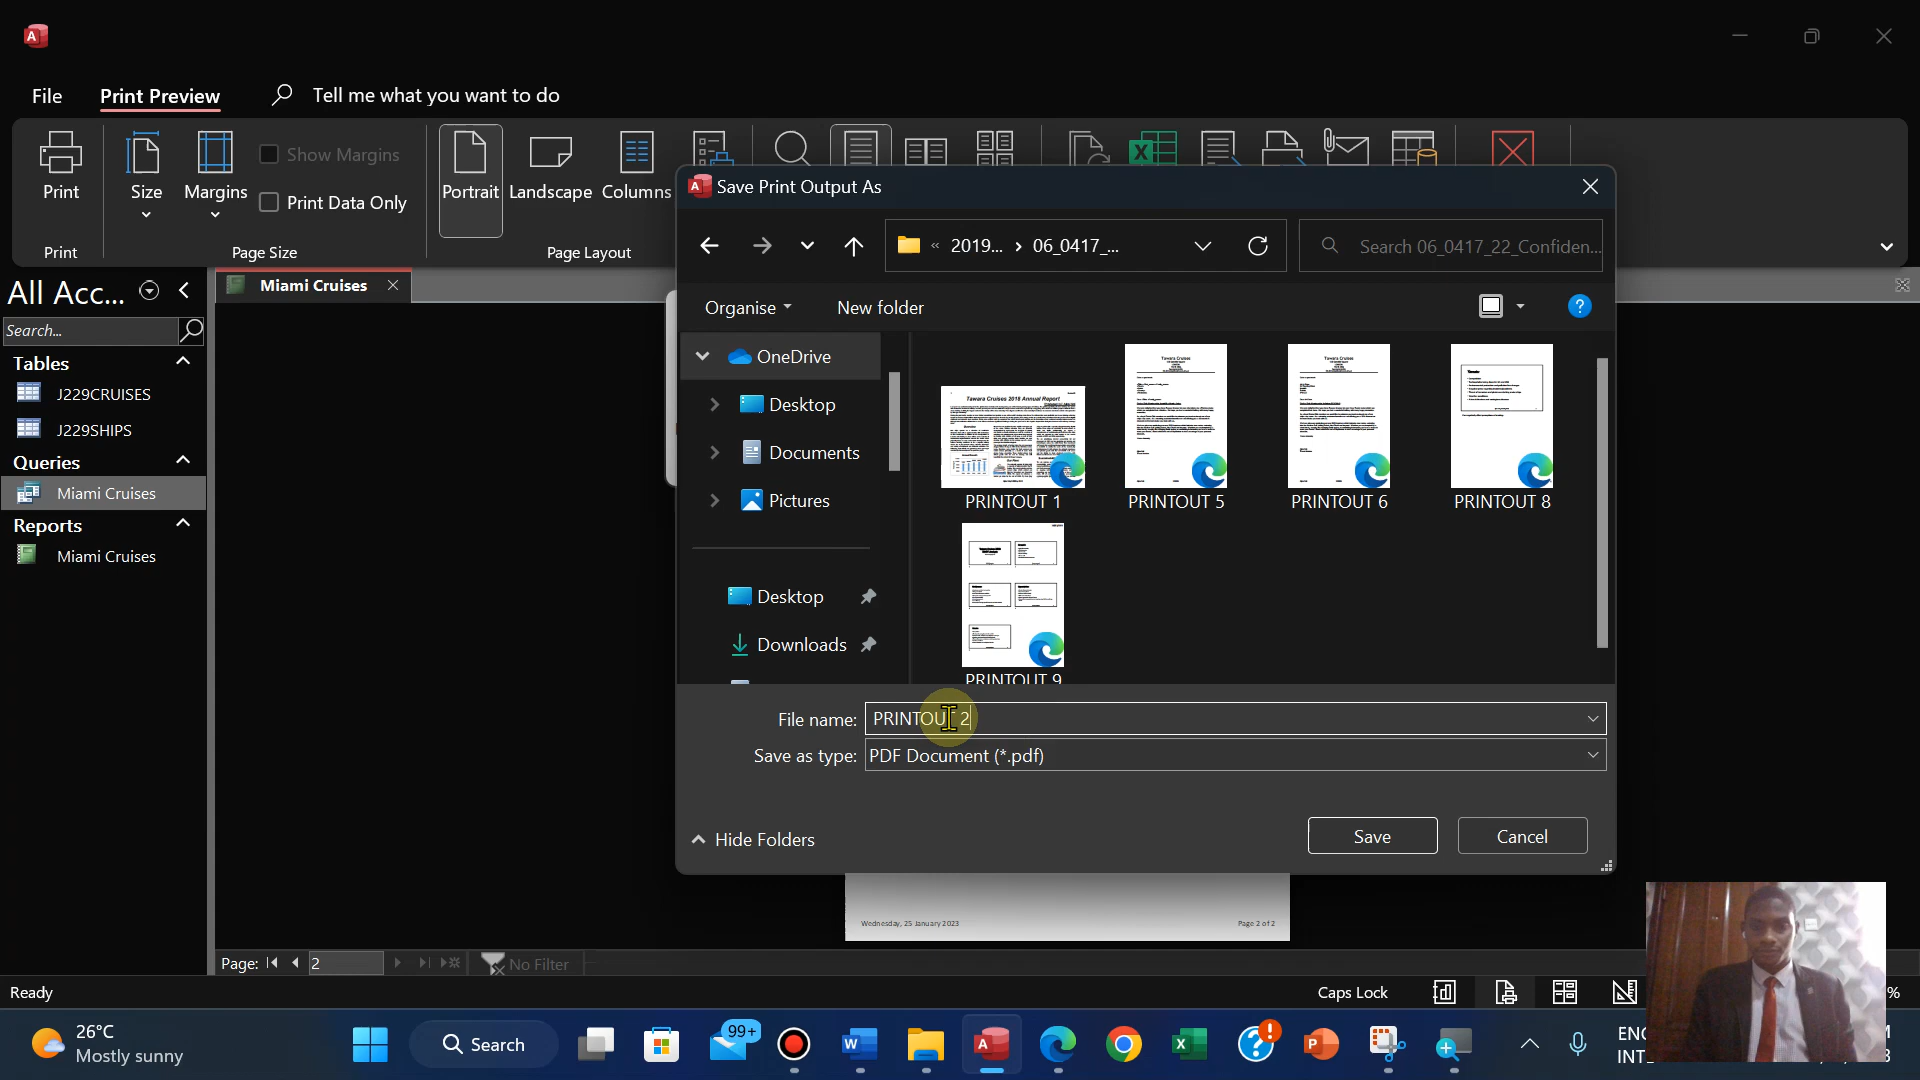 File
Print Preview
Tell me what you want to do
Print
Size
Margins
Show Margins
Print Data Only
Portrait
Landscape
Columns
Print
Page Size
Page Layout
Save Print Output As
« 2019... › 06_0417_...
Search 06_0417_22_Confiden...
Organise
New folder
OneDrive
Desktop
Documents
Pictures
Desktop
Downloads
Tawara Cruises 2018 Annual Report
PRINTOUT 1
PRINTOUT 5
PRINTOUT 6
PRINTOUT 8
PRINTOUT 9
File name: PRINTOUT 2
Save as type: PDF Document (*.pdf)
Hide Folders
Save
Cancel
All Acc...
Miami Cruises
Search...
Tables
J229CRUISES
J229SHIPS
Queries
Miami Cruises
Reports
Miami Cruises
Wednesday, 25 January 2023
Page 2 of 2
Page: 2
No Filter
Ready
Caps Lock
%
26°C
Mostly sunny
Search
99+
ENG
INT